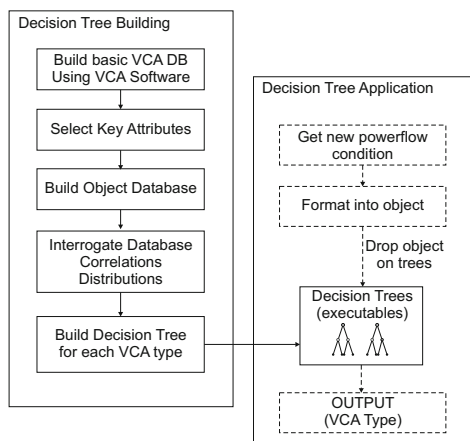 Decision Tree Building
Build basic VCA DB
Using VCA Software
Select Key Attributes
Build Object Database
Interrogate Database
Correlations
Distributions
Build Decision Tree
for each VCA type
Decision Tree Application
Get new powerflow
condition
Format into object
Drop object
on trees
Decision Trees
(executables)
OUTPUT
(VCA Type)